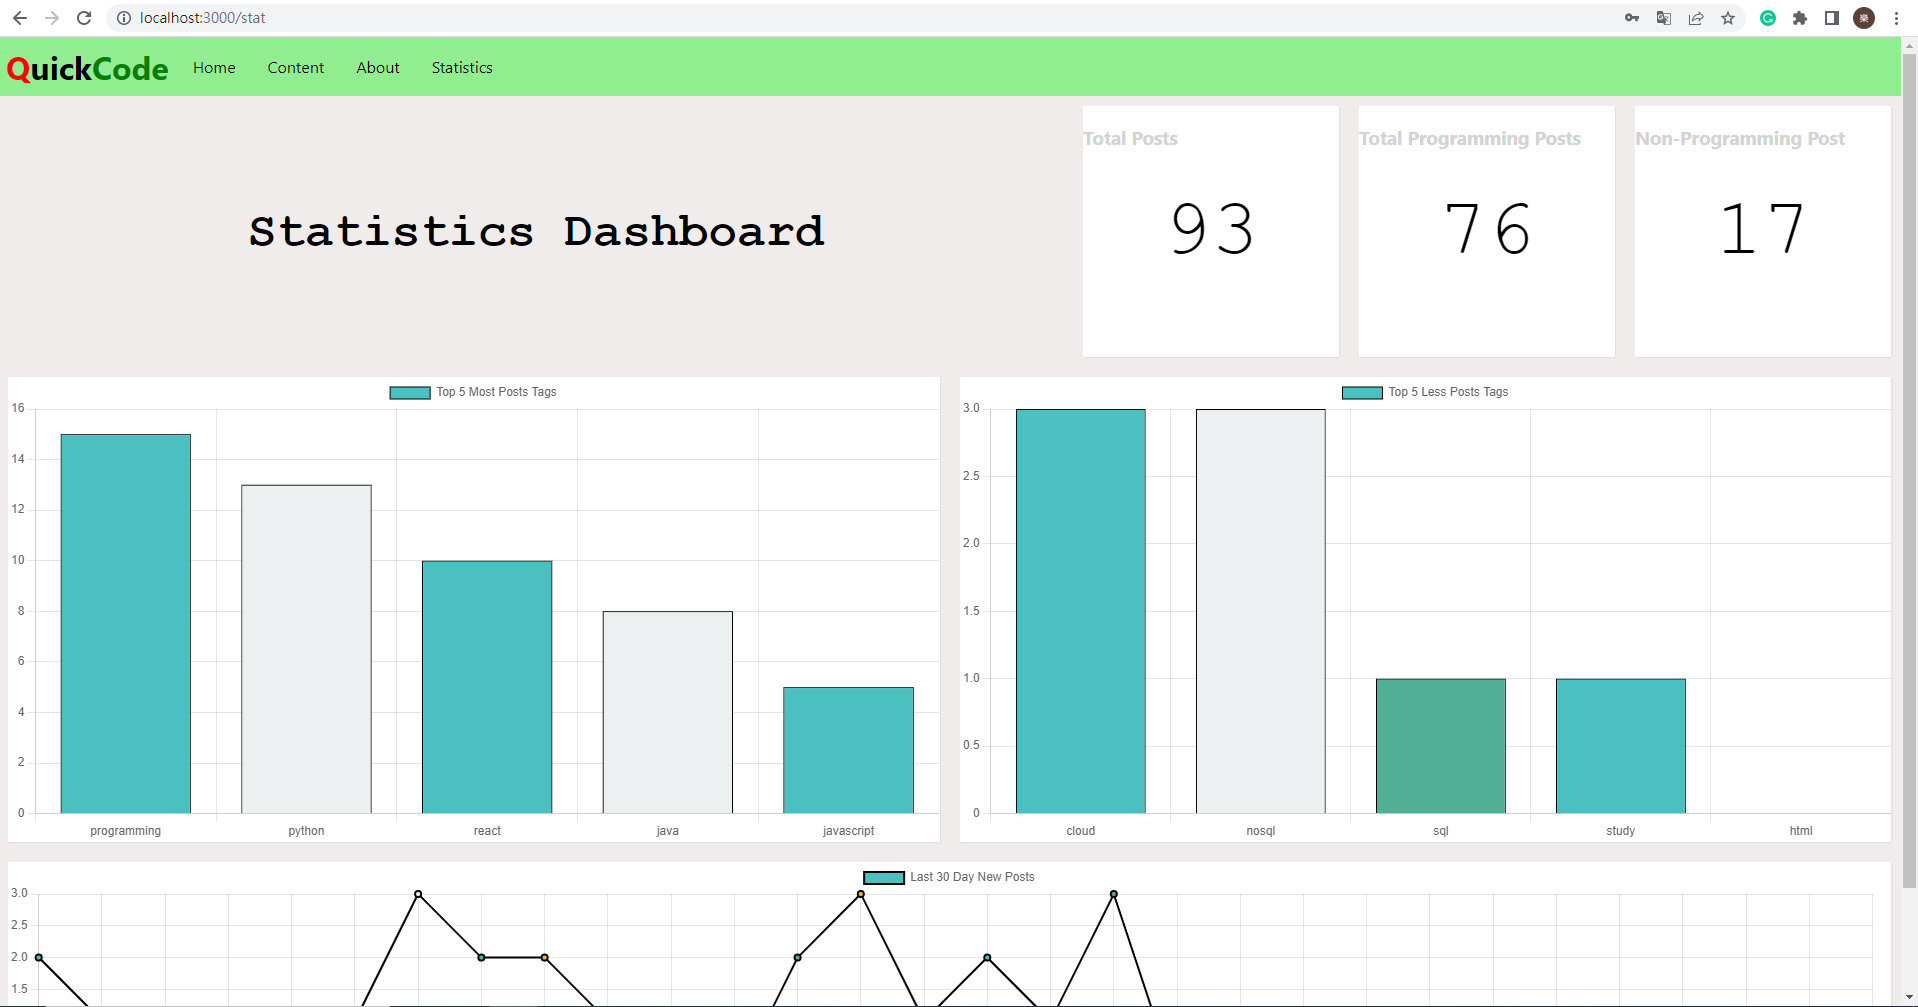 localhost:3000/stat
QuickCode Home Content About Statistics
Statistics Dashboard
Total Posts
93
Total Programming Posts
76
Non-Programming Post
17
Top 5 Most Posts Tags
16
14
12
10
8
6
4
2
0
programming python react java javascript
Top 5 Less Posts Tags
3.0
2.5
2.0
1.5
1.0
0.5
0
cloud nosql sql study html
Last 30 Day New Posts
3.0
2.5
2.0
1.5